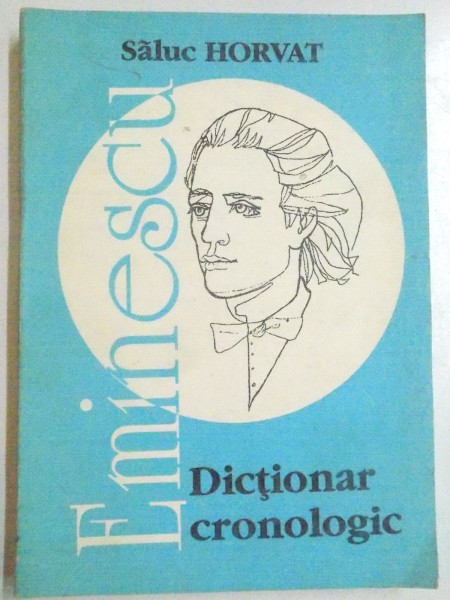 Săluc HORVAT
Eminescu
Dicţionar
cronologic